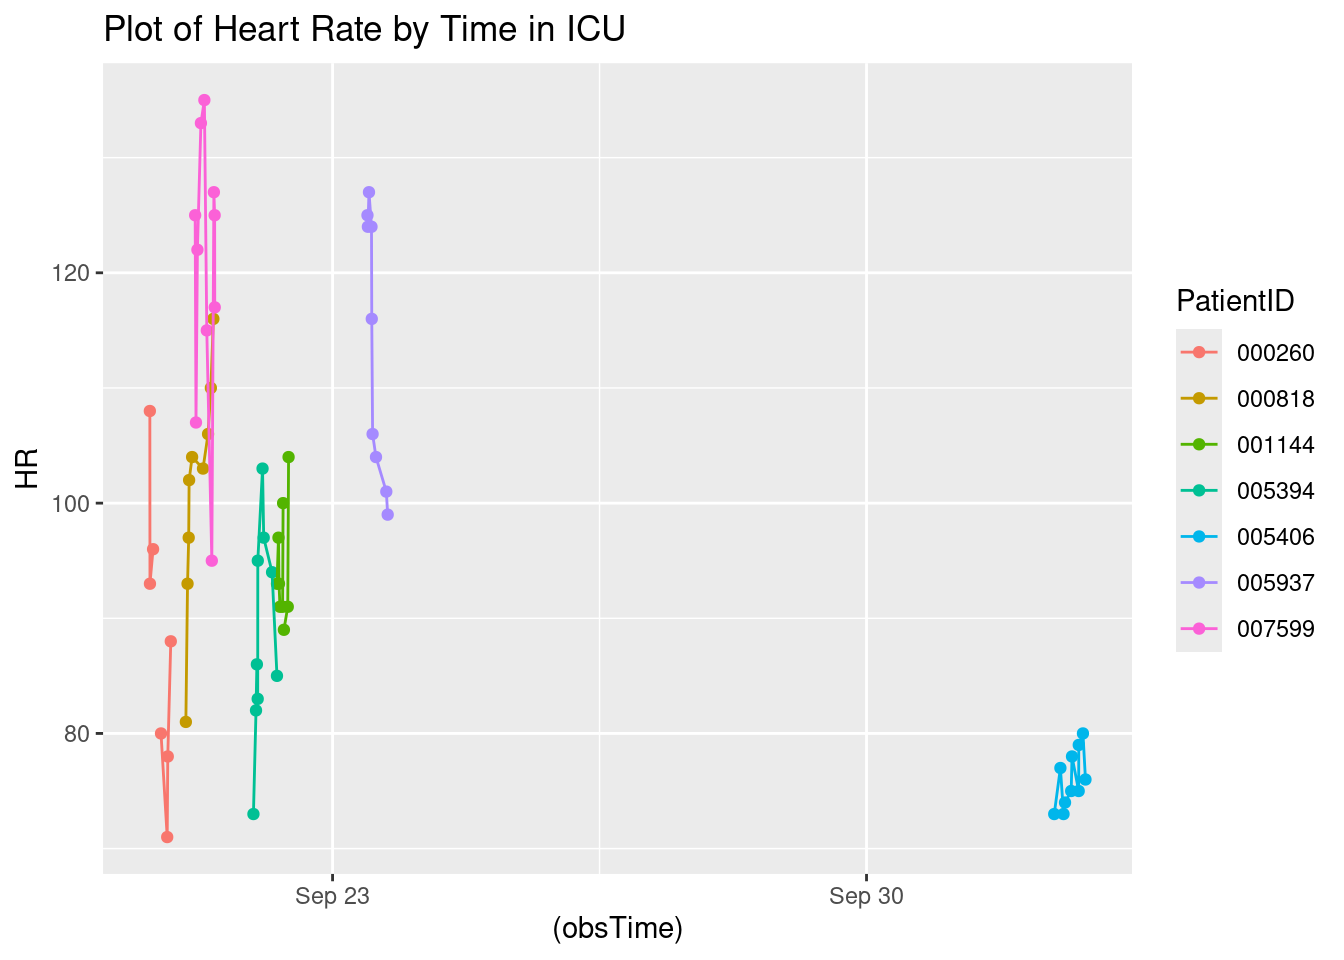 Plot of Heart Rate by Time in ICU
HR
120
100
80
Sep 23
Sep 30
(obsTime)
PatientID
000260
000818
001144
005394
005406
005937
007599